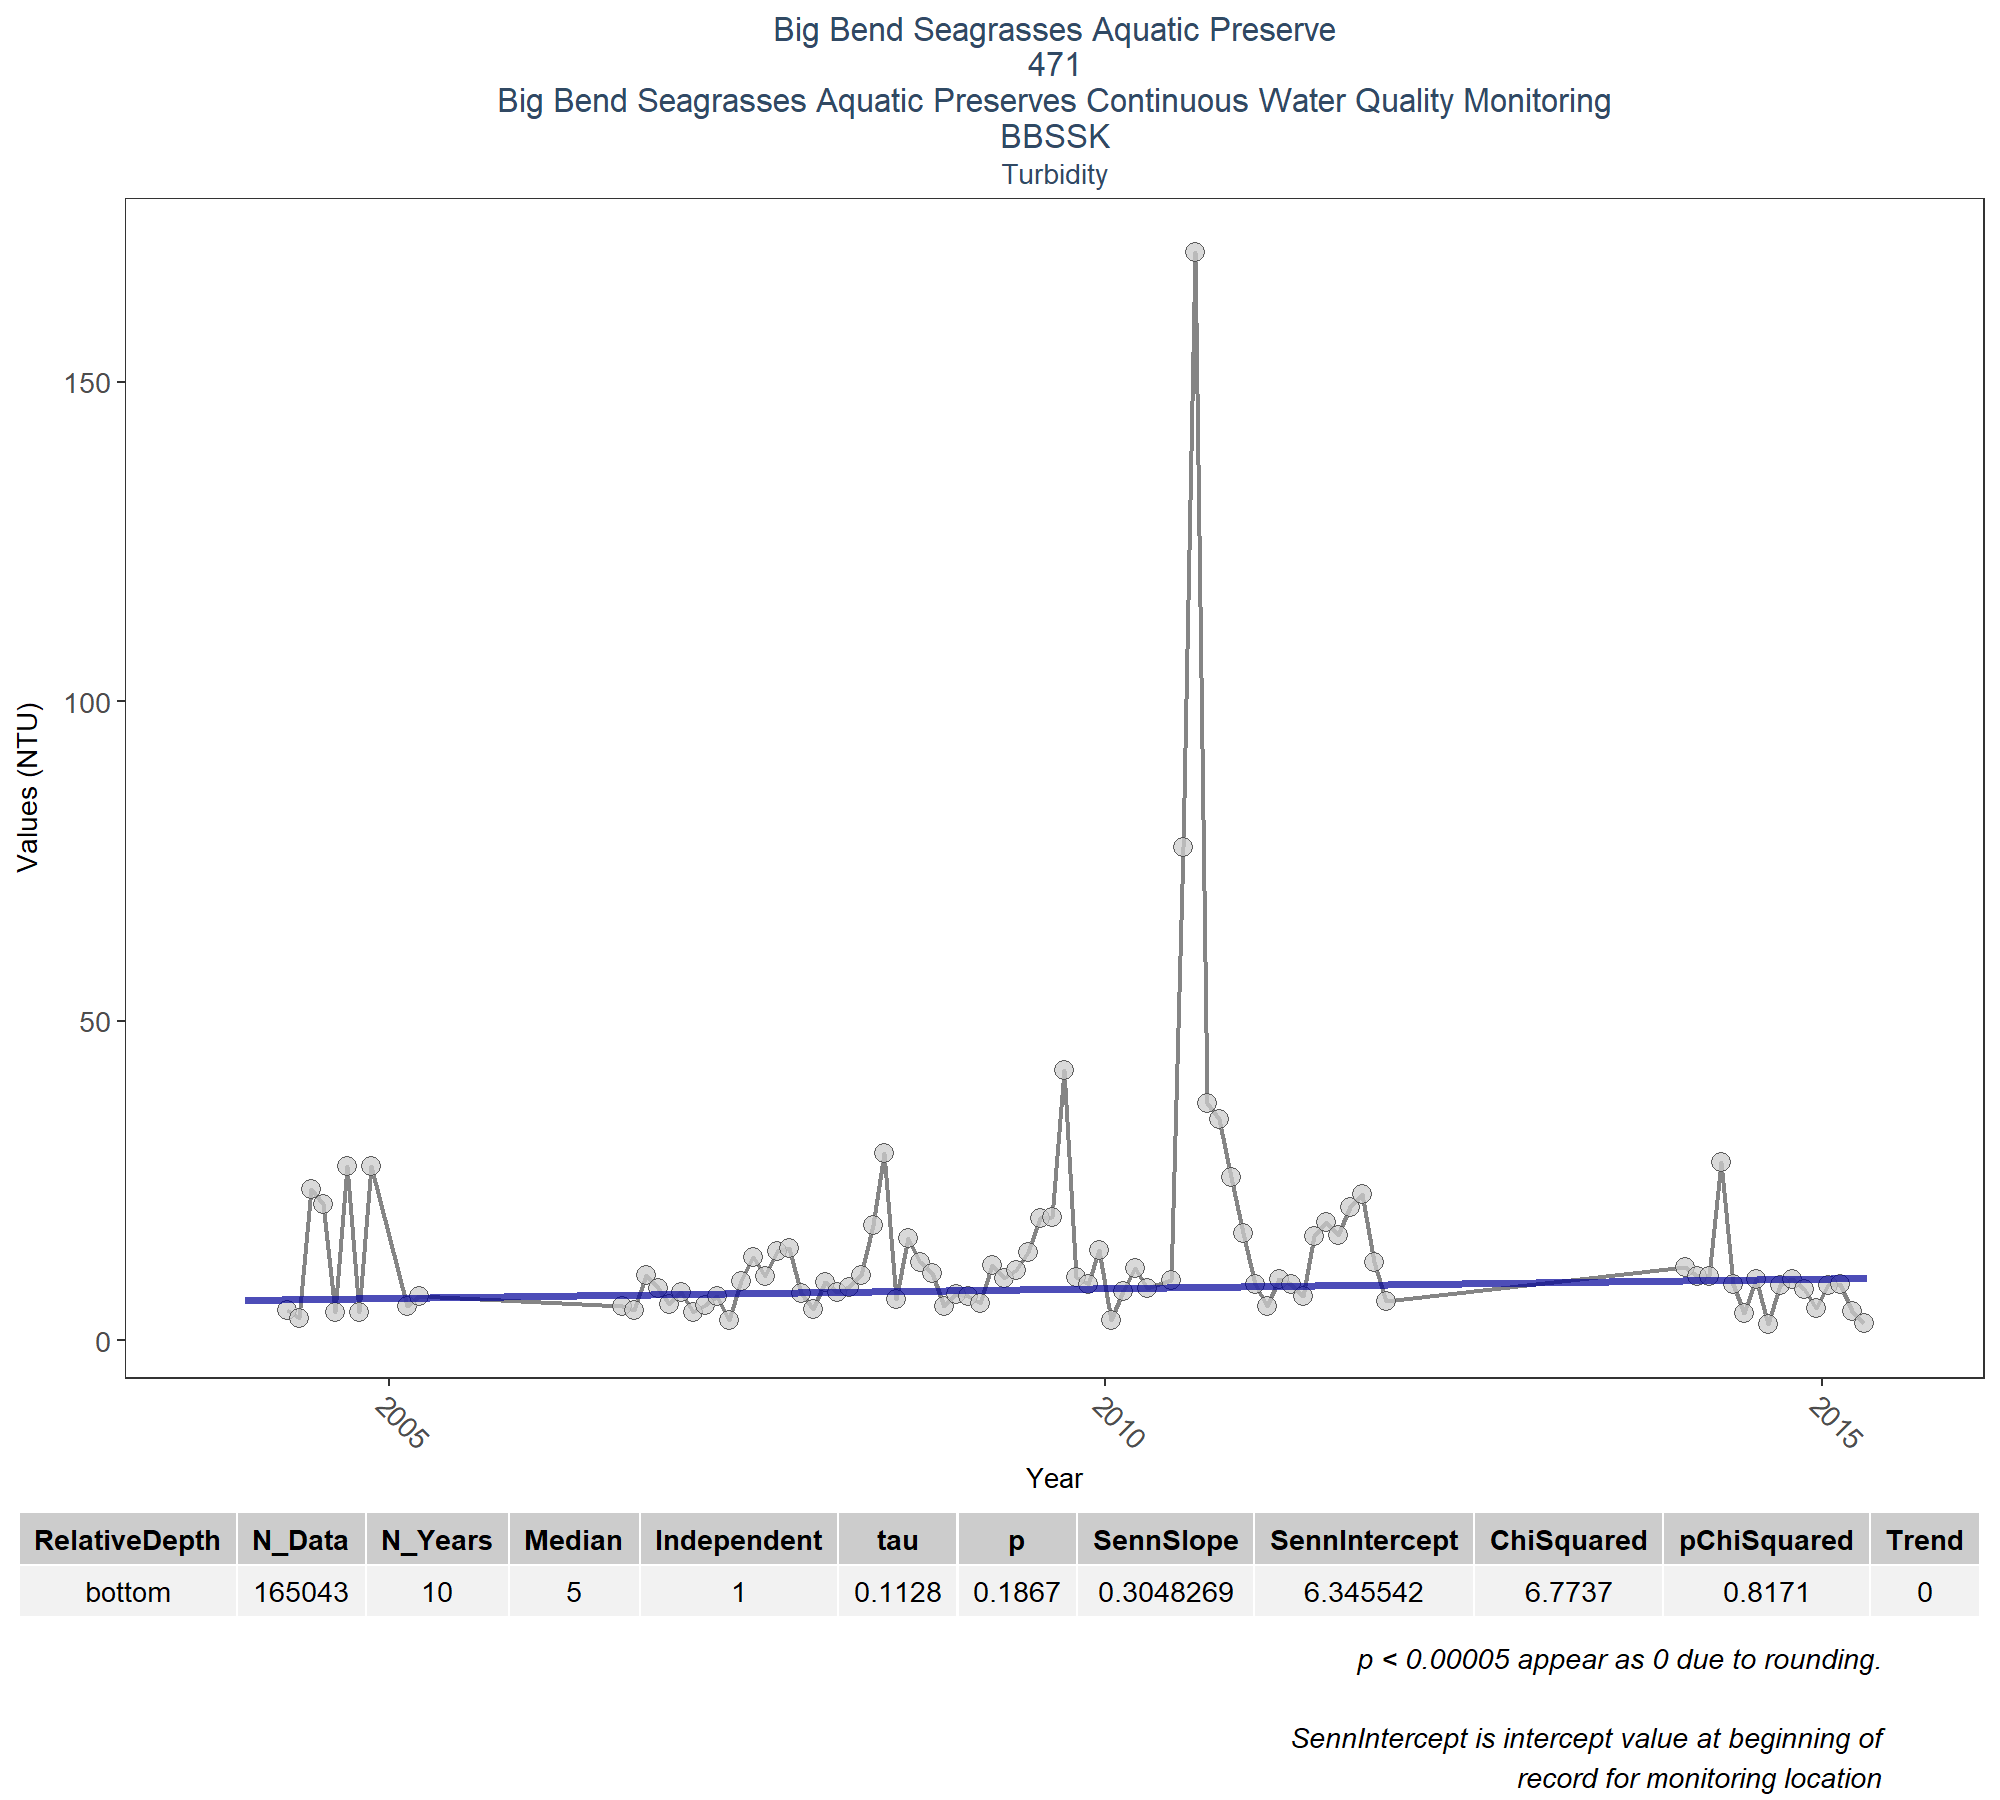 Big Bend Seagrasses Aquatic Preserve
471
Big Bend Seagrasses Aquatic Preserves Continuous Water Quality Monitoring
BBSSK
Turbidity
Values (NTU)
150
100
50
0
2005
2010
2015
Year
RelativeDepth N_Data N_Years Median Independent tau p SennSlope SennIntercept ChiSquared pChiSquared Trend
bottom 165043 10 5 1 0.1128 0.1867 0.3048269 6.345542 6.7737 0.8171 0
p < 0.00005 appear as 0 due to rounding.
SennIntercept is intercept value at beginning of
record for monitoring location